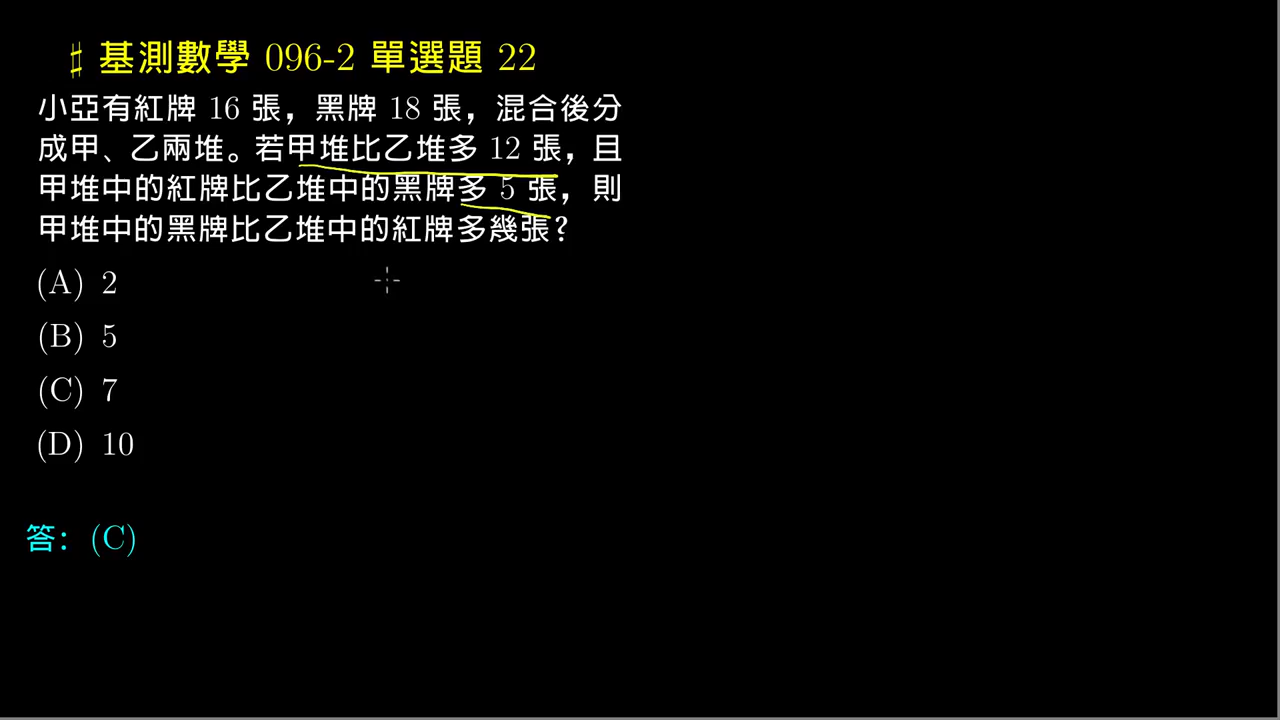 ♯ 基測數學 096-2 單選題 22
小亞有紅牌 16 張，黑牌 18 張，混合後分
成甲、乙兩堆。若甲堆比乙堆多 12 張，且
甲堆中的紅牌比乙堆中的黑牌多 5 張，則
甲堆中的黑牌比乙堆中的紅牌多幾張？
(A) 2
(B) 5
(C) 7
(D) 10
答：(C)